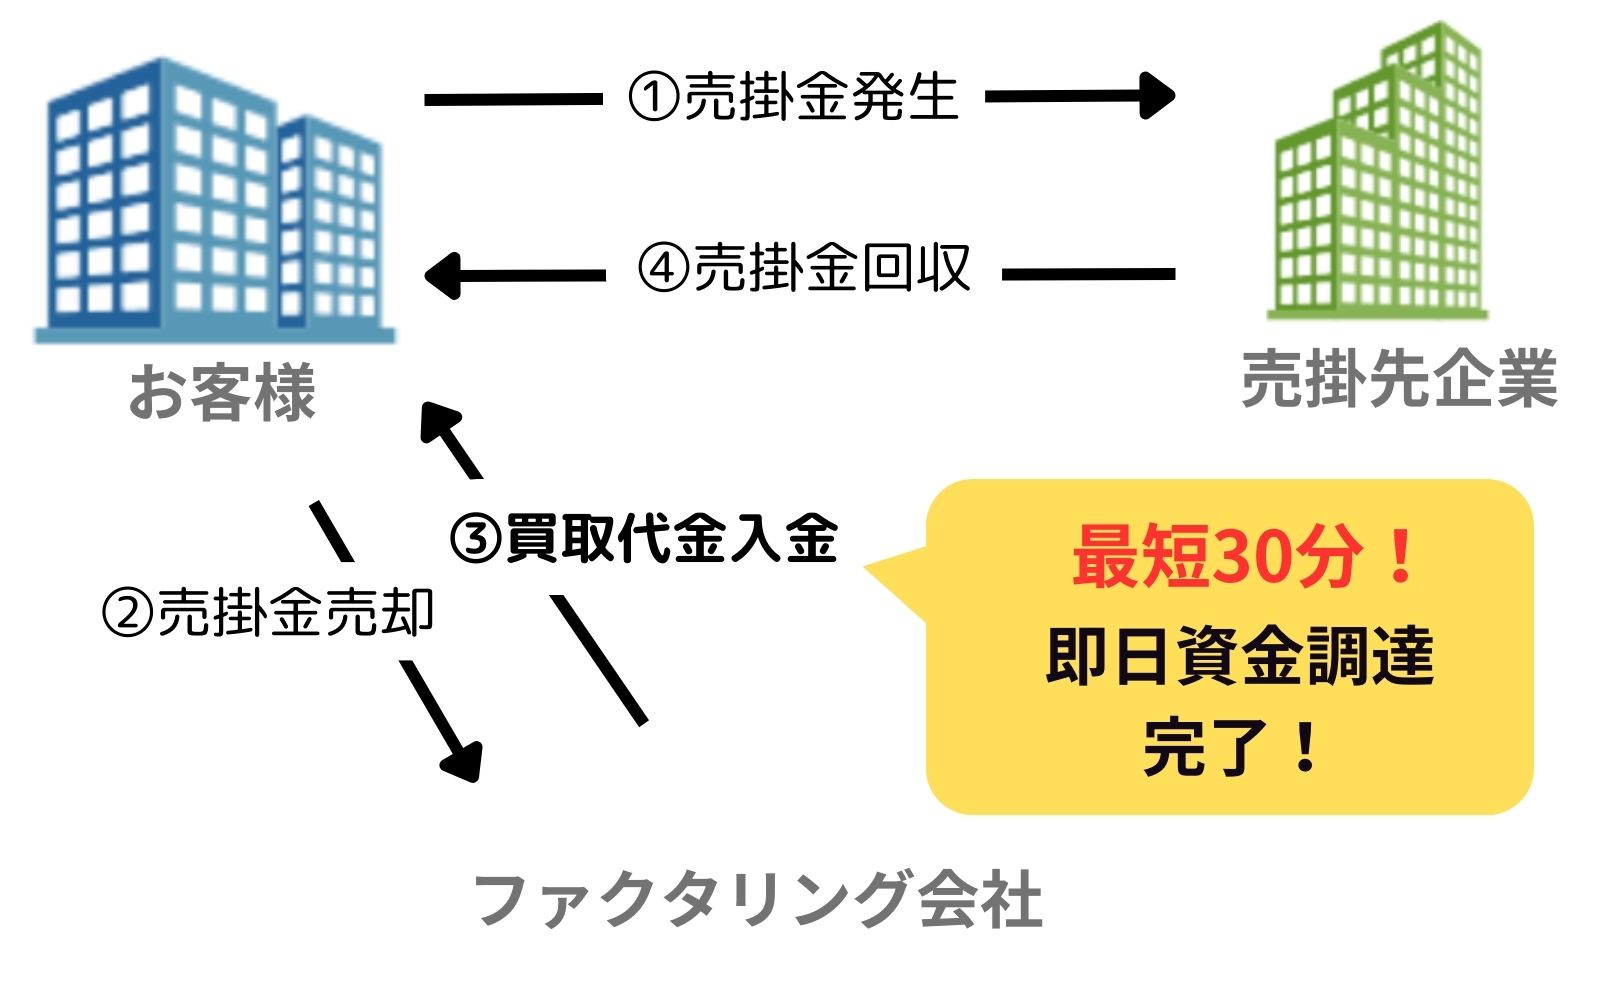 ①売掛金発生
④売掛金回収
お客様
売掛先企業
③買取代金入金
②売掛金売却
最短30分！
即日資金調達
完了！
ファクタリング会社